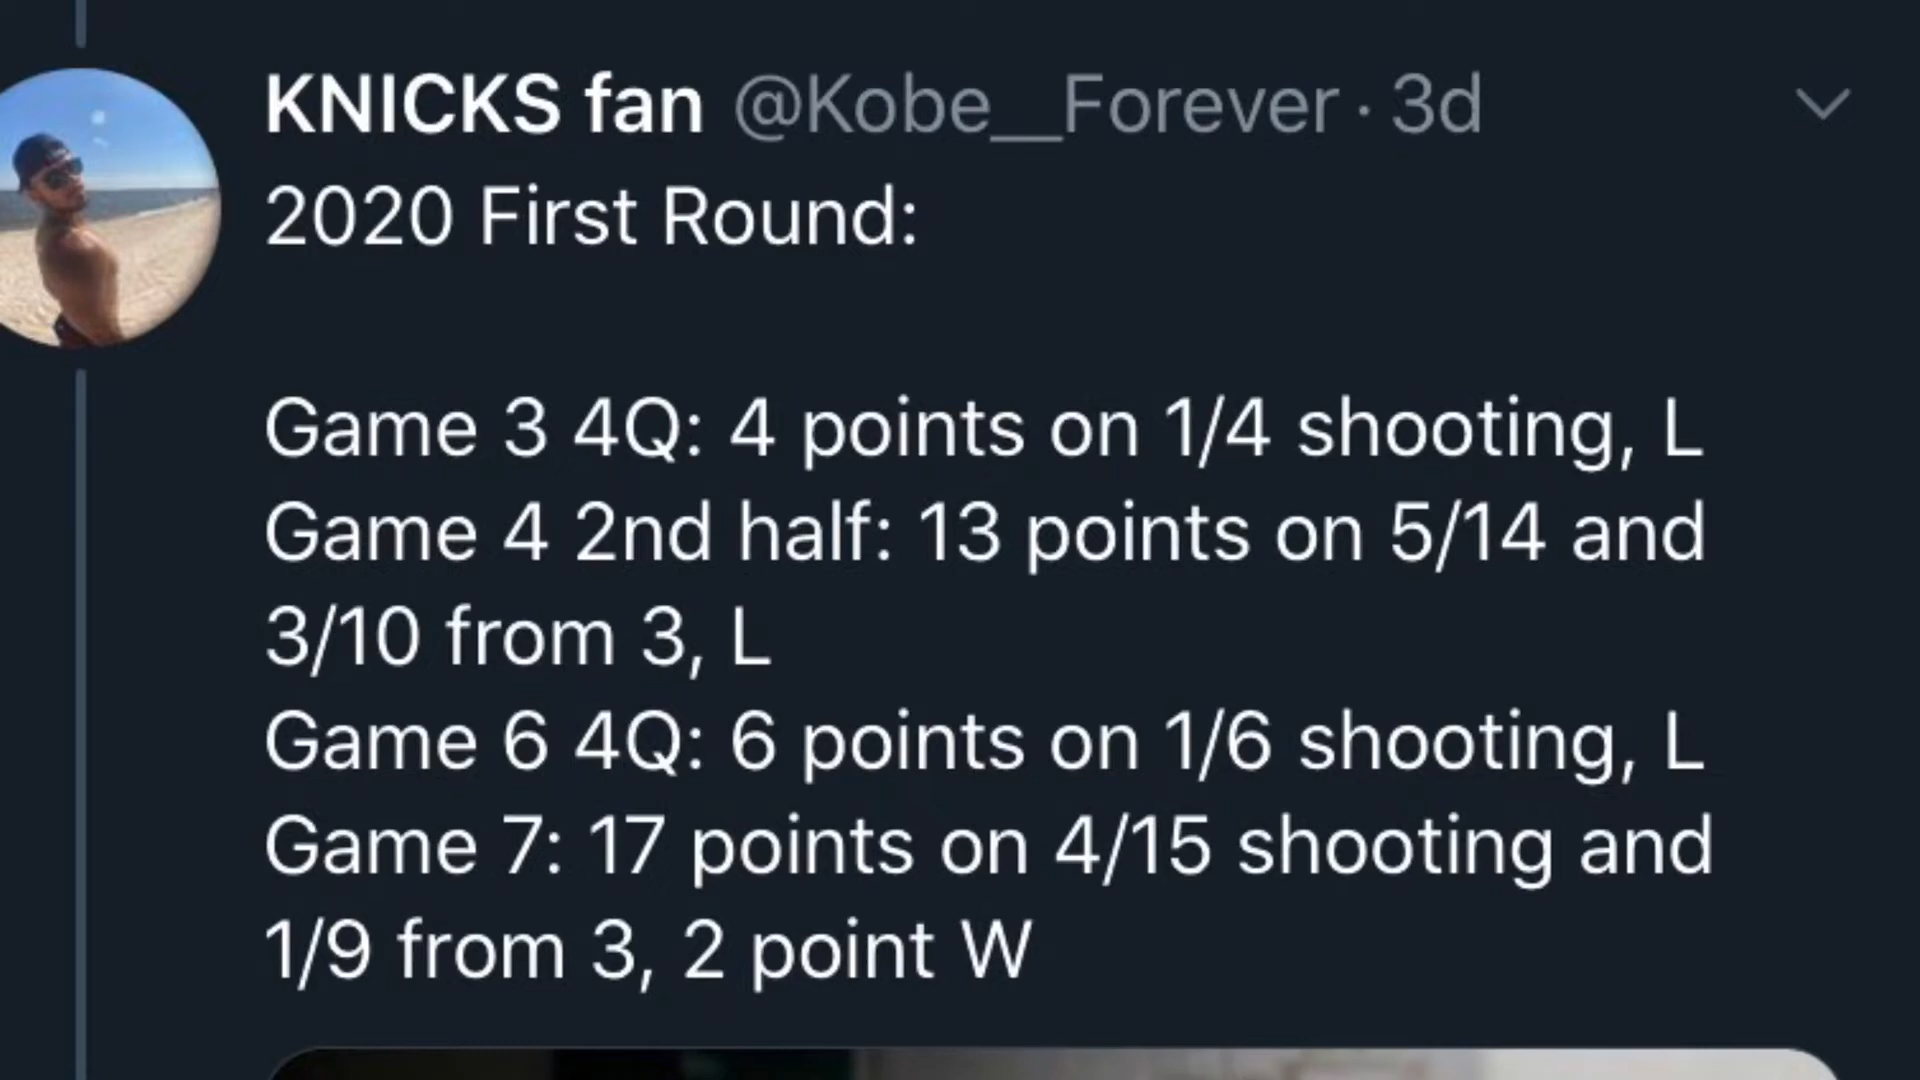 KNICKS fan @Kobe__Forever · 3d
2020 First Round:
Game 3 4Q: 4 points on 1/4 shooting, L
Game 4 2nd half: 13 points on 5/14 and
3/10 from 3, L
Game 6 4Q: 6 points on 1/6 shooting, L
Game 7: 17 points on 4/15 shooting and
1/9 from 3, 2 point W